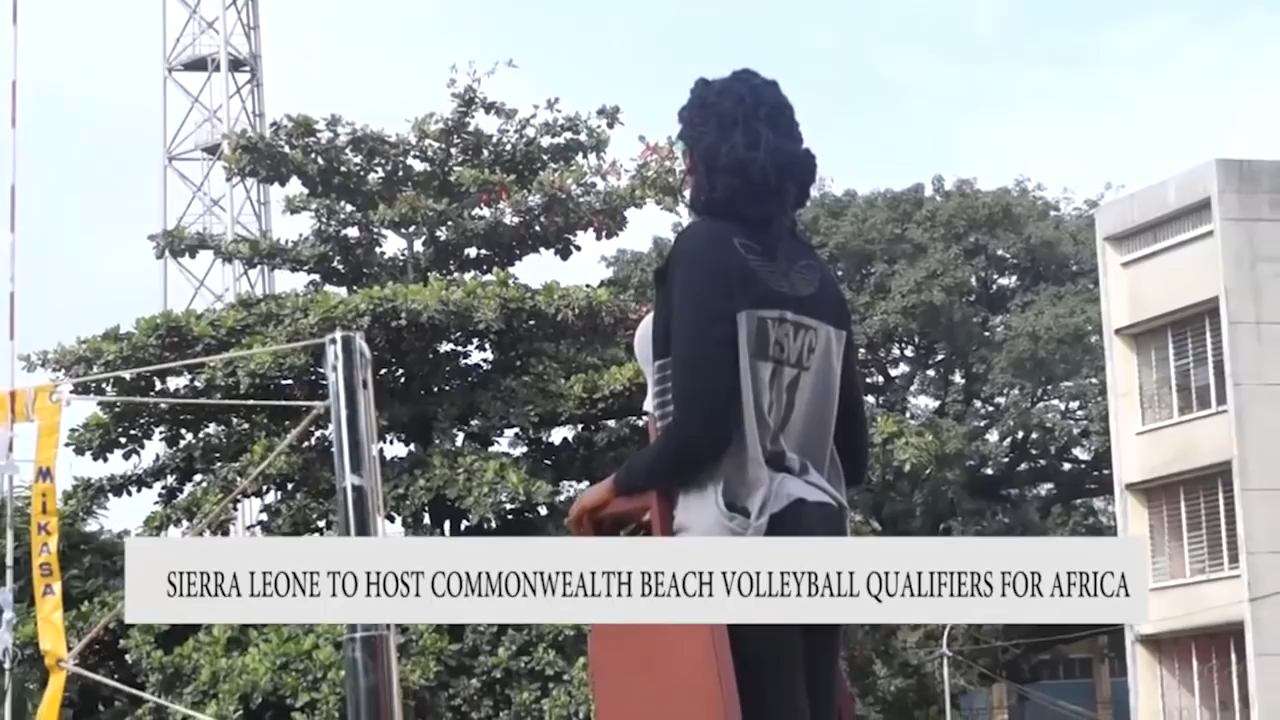 YSVC
MIKASA
SIERRA LEONE TO HOST COMMONWEALTH BEACH VOLLEYBALL QUALIFIERS FOR AFRICA